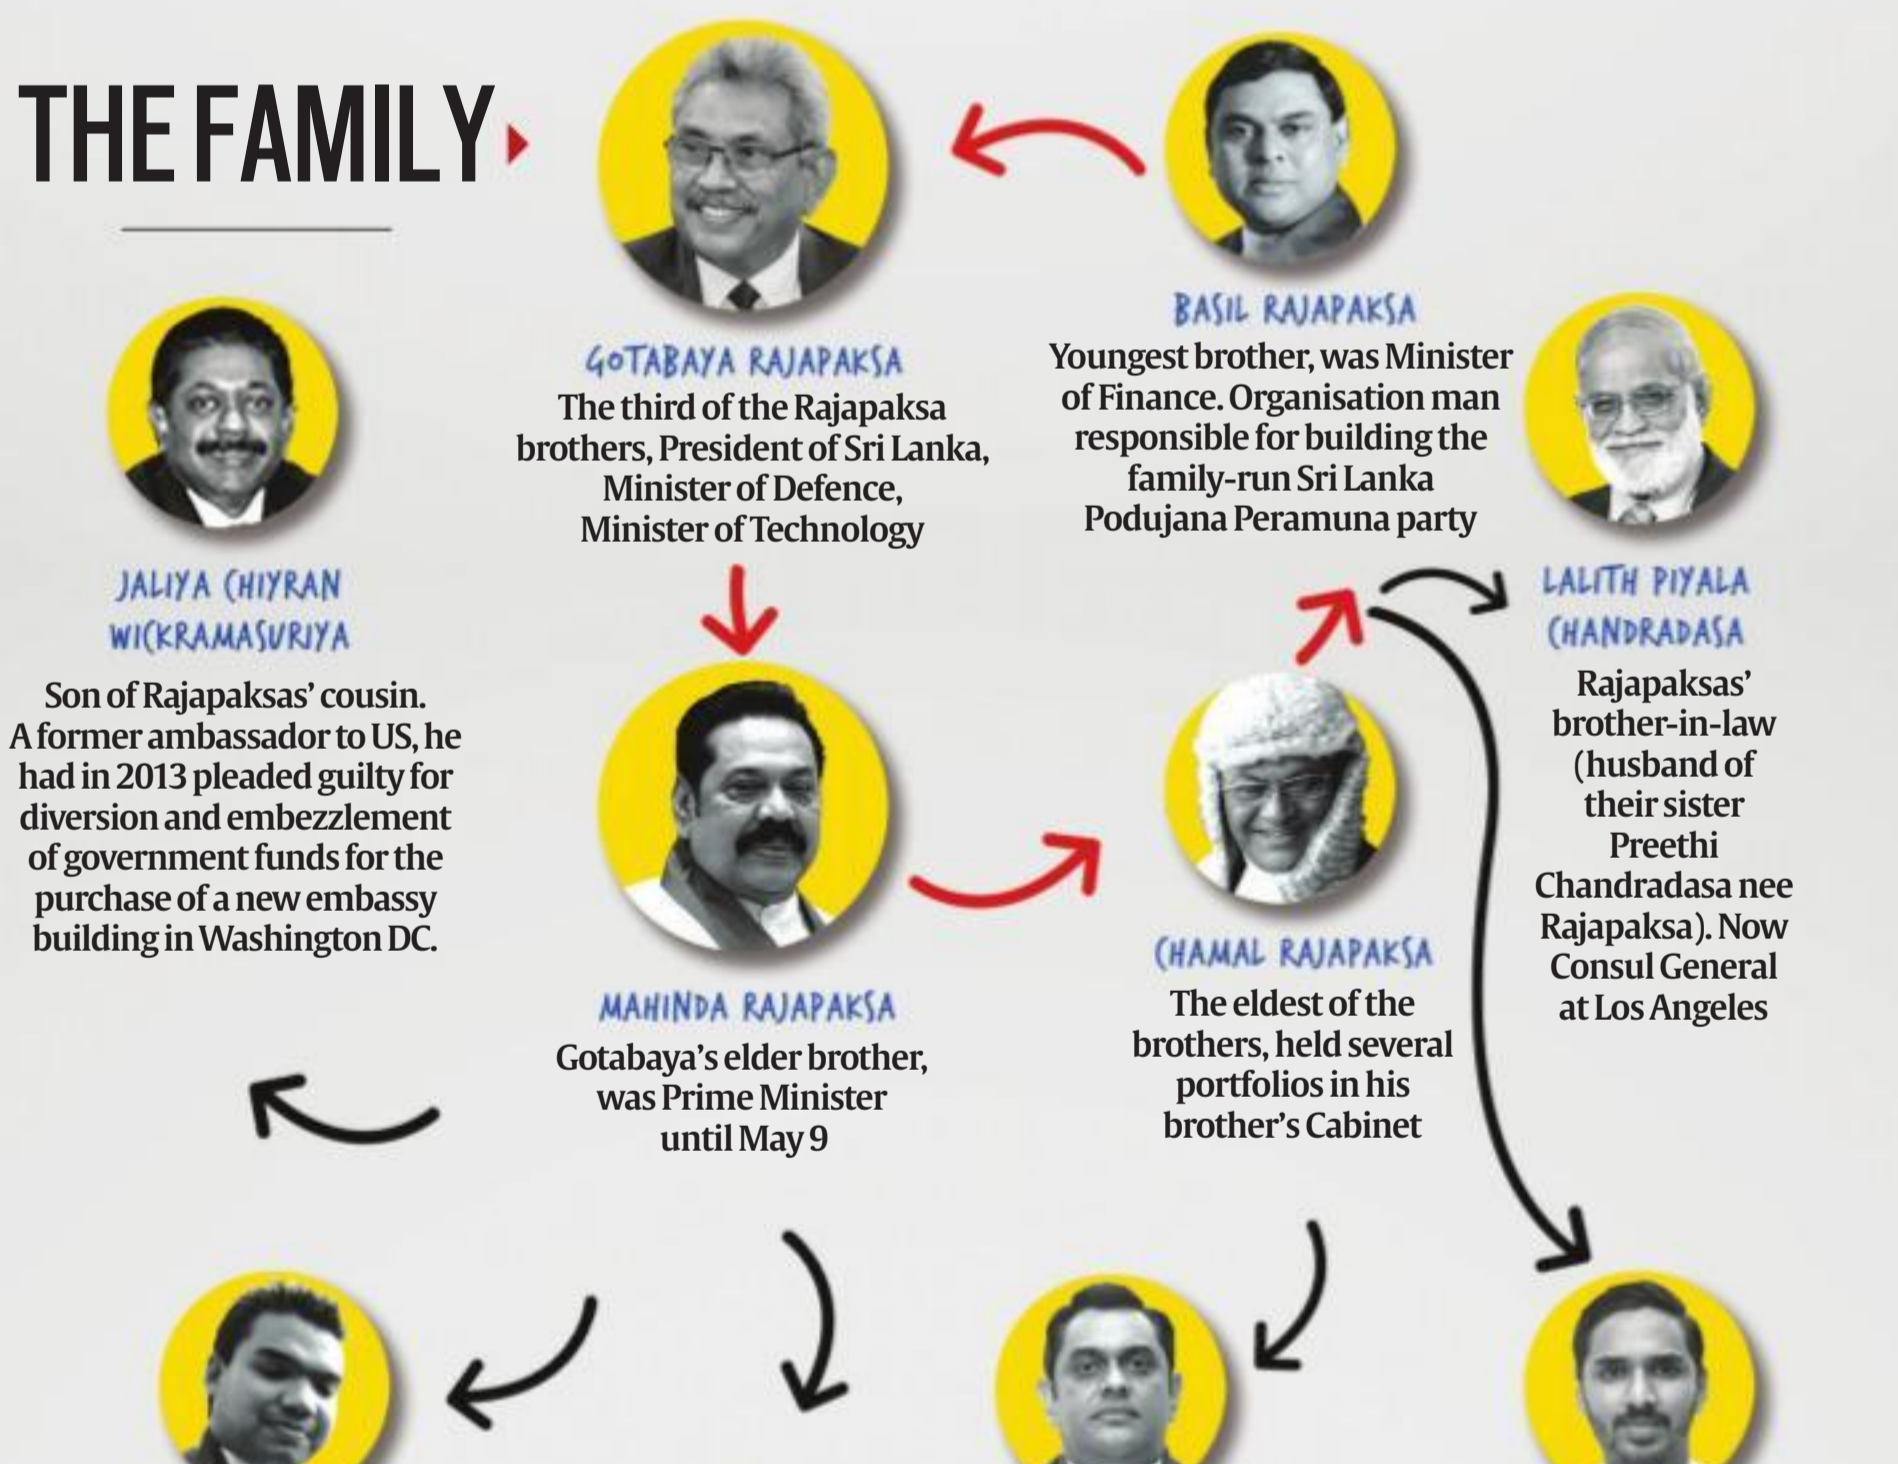 THE FAMILY
GOTABAYA RAJAPAKSA
The third of the Rajapaksa
brothers, President of Sri Lanka,
Minister of Defence,
Minister of Technology
BASIL RAJAPAKSA
Youngest brother, was Minister
of Finance. Organisation man
responsible for building the
family-run Sri Lanka
Podujana Peramuna party
JALIYA CHIYRAN
WICKRAMASURIYA
Son of Rajapaksas’ cousin.
A former ambassador to US, he
had in 2013 pleaded guilty for
diversion and embezzlement
of government funds for the
purchase of a new embassy
building in Washington DC.
LALITH PIYALA
CHANDRADASA
Rajapaksas’
brother-in-law
(husband of
their sister
Preethi
Chandradasa nee
Rajapaksa). Now
Consul General
at Los Angeles
MAHINDA RAJAPAKSA
Gotabaya’s elder brother,
was Prime Minister
until May 9
CHAMAL RAJAPAKSA
The eldest of the
brothers, held several
portfolios in his
brother’s Cabinet